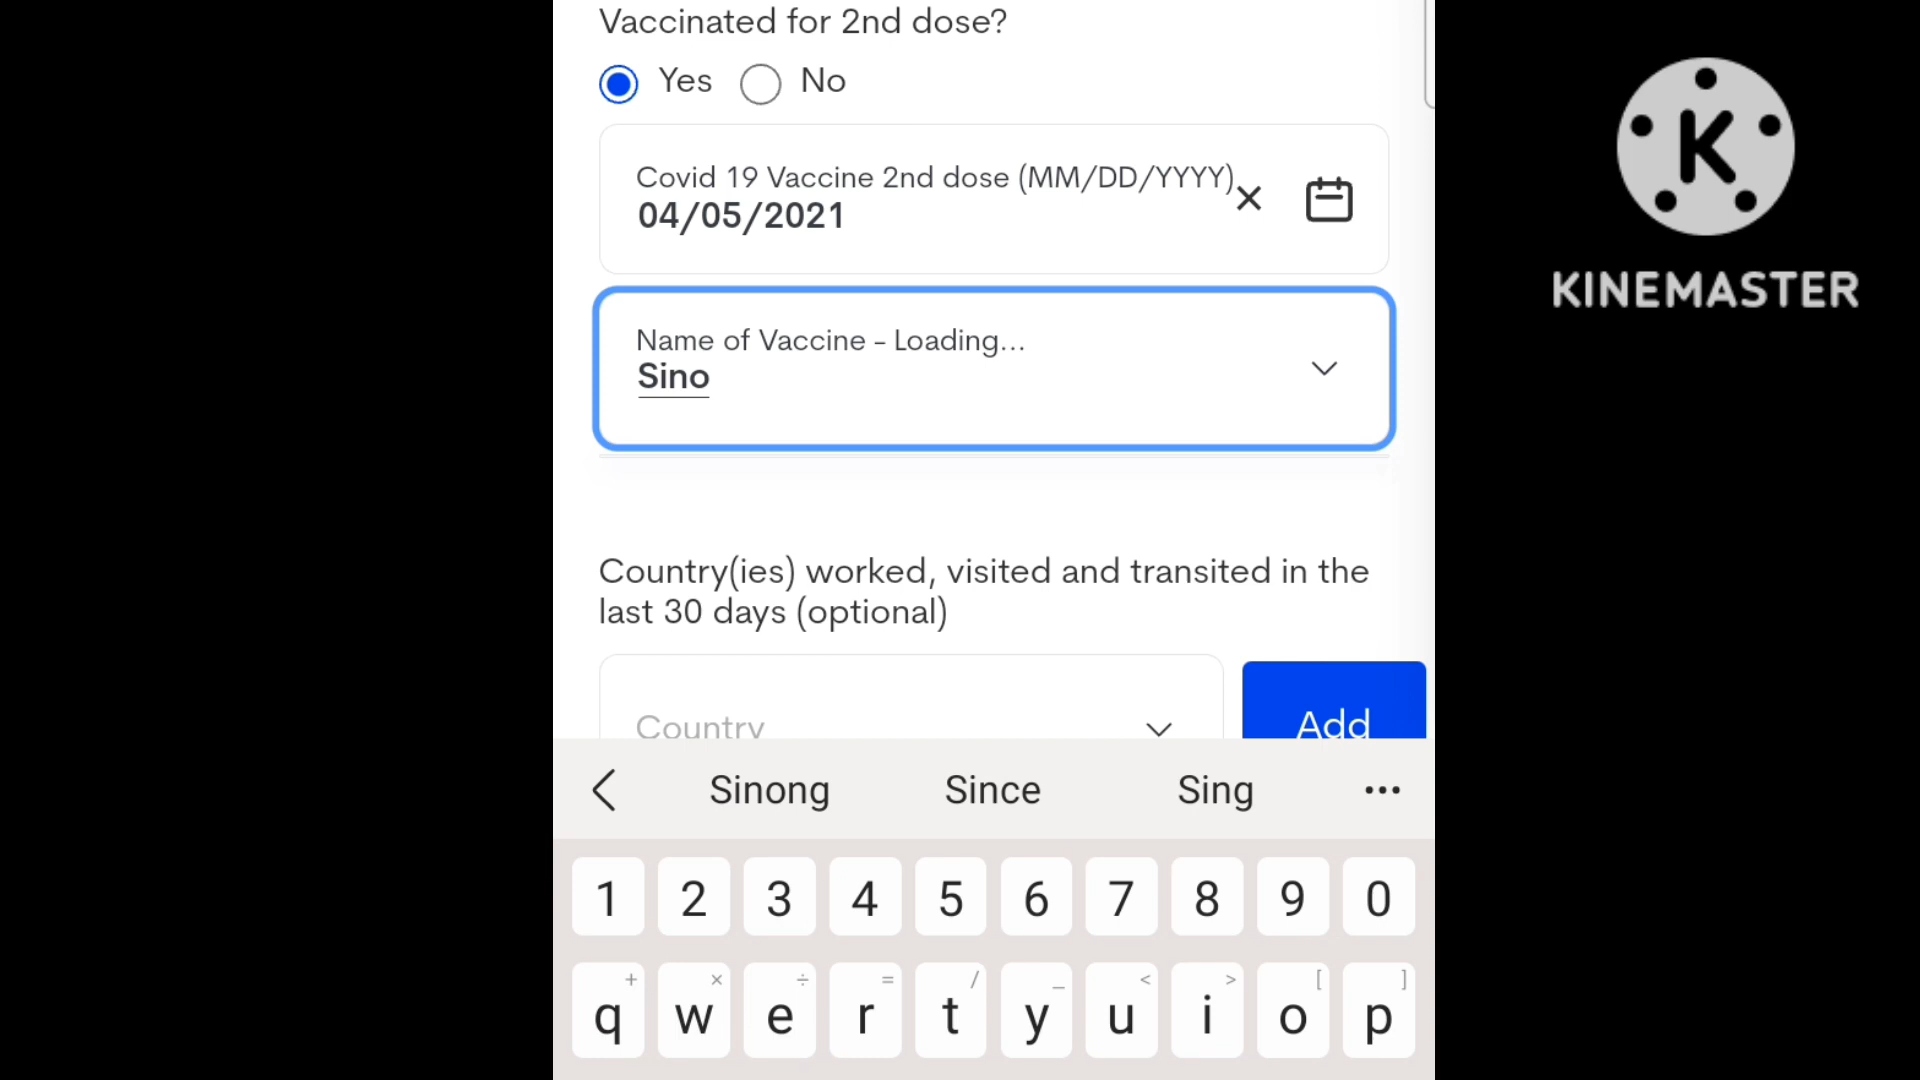 Vaccinated for 2nd dose?
Yes No
Covid 19 Vaccine 2nd dose (MM/DD/YYYY)
04/05/2021
Name of Vaccine - Loading...
Sino
Country(ies) worked, visited and transited in the
last 30 days (optional)
Country
Add
Sinong Since Sing ...
1 2 3 4 5 6 7 8 9 0
+ × ÷ = / _ < > [ ]
q w e r t y u i o p
K
KINEMASTER